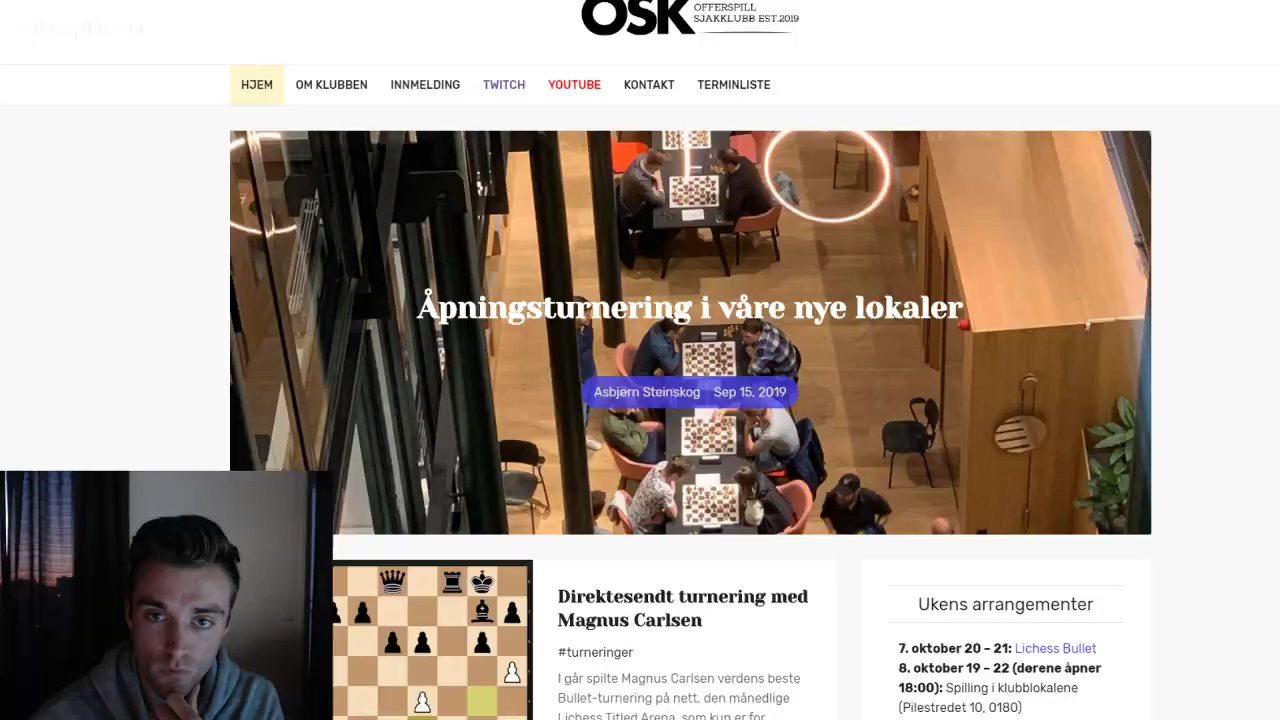 OSK
OFFERSPILL
SJAKKLUBB EST.2019
HJEM OM KLUBBEN INNMELDING TWITCH YOUTUBE KONTAKT TERMINLISTE
Åpningsturnering i våre nye lokaler
Asbjørn Steinskog Sep 15, 2019
Direktesendt turnering med
Magnus Carlsen
#turneringer
I går spilte Magnus Carlsen verdens beste
Bullet-turnering på nett, den månedlige
Lichess Titled Arena, som kun er for
Ukens arrangementer
7. oktober 20 – 21: Lichess Bullet
8. oktober 19 – 22 (dørene åpner
18:00): Spilling i klubblokalene
(Pilestredet 10, 0180)